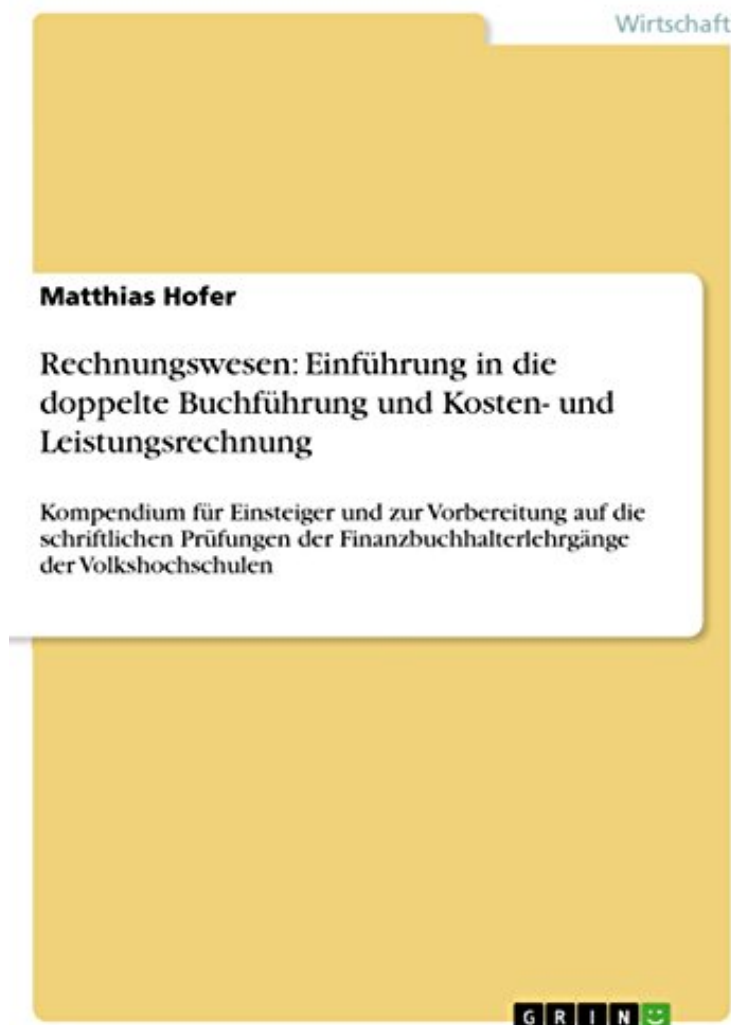 Wirtschaft
Matthias Hofer
Rechnungswesen: Einführung in die
doppelte Buchführung und Kosten- und
Leistungsrechnung
Kompendium für Einsteiger und zur Vorbereitung auf die
schriftlichen Prüfungen der Finanzbuchhalterlehrgänge
der Volkshochschulen
GRIN